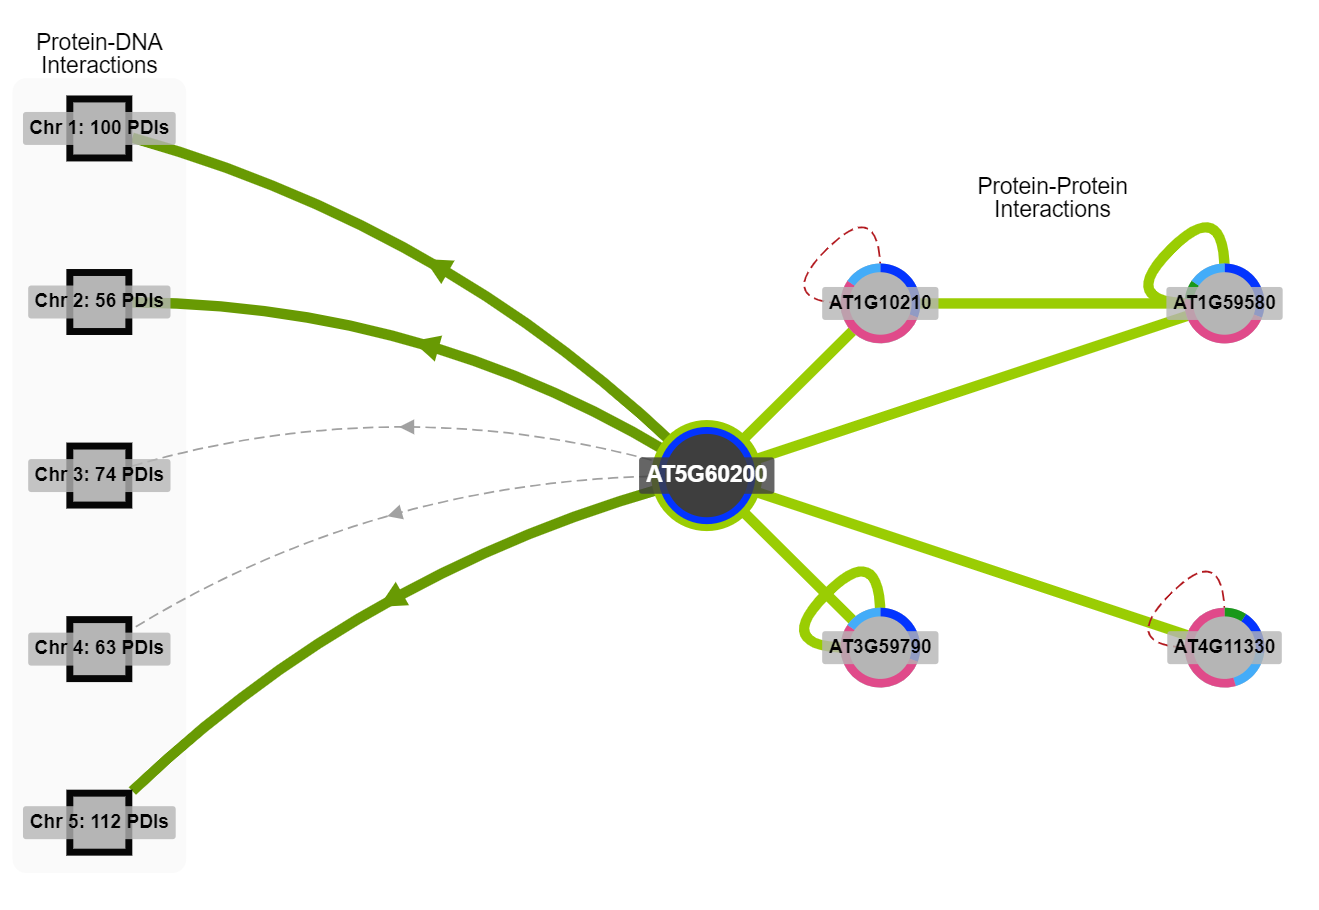 Protein-DNA
Interactions
Chr 1: 100 PDIs
Chr 2: 56 PDIs
Chr 3: 74 PDIs
Chr 4: 63 PDIs
Chr 5: 112 PDIs
AT5G60200
Protein-Protein
Interactions
AT1G10210
AT1G59580
AT3G59790
AT4G11330